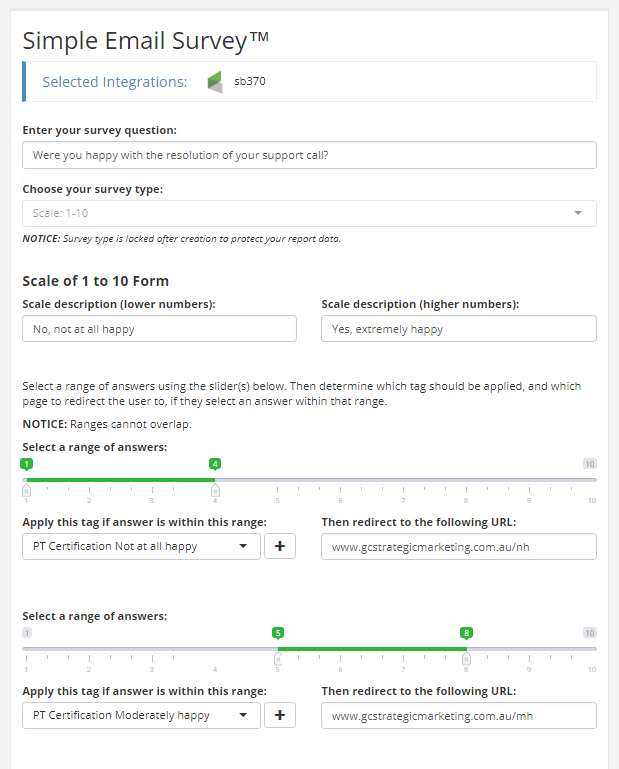 Simple Email Survey™
Selected Integrations: sb370
Enter your survey question:
Were you happy with the resolution of your support call?
Choose your survey type:
Scale: 1-10
NOTICE: Survey type is locked after creation to protect your report data.
Scale of 1 to 10 Form
Scale description (lower numbers): Scale description (higher numbers):
No, not at all happy Yes, extremely happy
Select a range of answers using the slider(s) below. Then determine which tag should be applied, and which
page to redirect the user to, if they select an answer within that range.
NOTICE: Ranges cannot overlap.
Select a range of answers:
1 4 10
1 2 3 4 5 6 7 8 9 10
Apply this tag if answer is within this range: Then redirect to the following URL:
PT Certification Not at all happy + www.gcstrategicmarketing.com.au/nh
Select a range of answers:
1 5 8 10
1 2 3 4 5 6 7 8 9 10
Apply this tag if answer is within this range: Then redirect to the following URL:
PT Certification Moderately happy + www.gcstrategicmarketing.com.au/mh